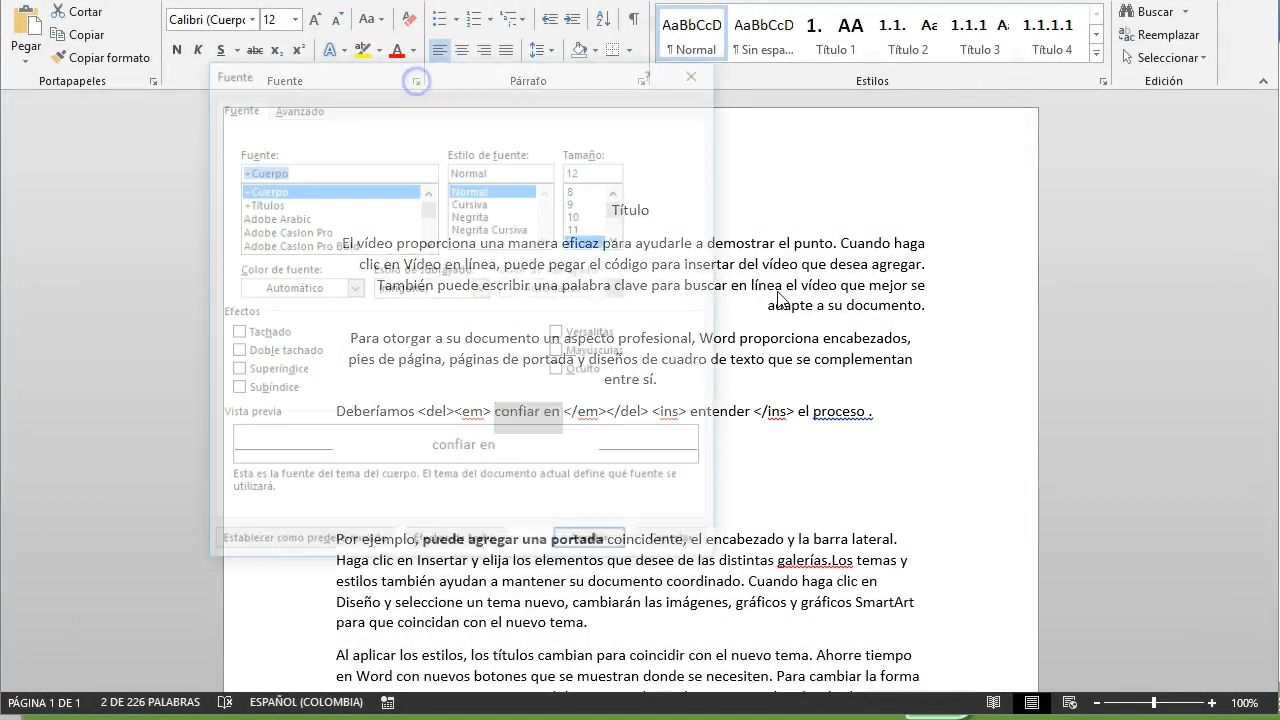 Pegar
Cortar
Copiar
Copiar formato
Portapapeles
Calibri (Cuerpo
12
Aa
N K S abc x₂ x²
A A
Fuente
Párrafo
AaBbCcD AaBbCcD 1. AA 1.1. Aa 1.1.1 A 1.1.1.1
¶ Normal ¶ Sin espa... Título 1 Título 2 Título 3 Título 4
Estilos
Buscar
Reemplazar
Seleccionar
Edición
Fuente ?
Fuente Avanzado
Fuente: Estilo de fuente: Tamaño:
+Cuerpo Normal 12
+Cuerpo Normal 8
+Títulos Cursiva 9
Adobe Arabic Negrita 10
Adobe Caslon Pro Negrita Cursiva 11
Adobe Caslon Pro Bold
Color de fuente:
Automático
Efectos
Tachado Versalitas
Doble tachado Mayúsculas
Superíndice Oculto
Subíndice
Vista previa
confiar en
Esta es la fuente del tema del cuerpo. El tema del documento actual define qué fuente se
utilizará.
Establecer como predeterminado
Título
El vídeo proporciona una manera eficaz para ayudarle a demostrar el punto. Cuando haga
clic en Vídeo en línea, puede pegar el código para insertar del vídeo que desea agregar.
También puede escribir una palabra clave para buscar en línea el vídeo que mejor se
adapte a su documento.
Para otorgar a su documento un aspecto profesional, Word proporciona encabezados,
pies de página, páginas de portada y diseños de cuadro de texto que se complementan
entre sí.
Deberíamos <del><em> confiar en </em></del> <ins> entender </ins> el proceso .
Por ejemplo, puede agregar una portada coincidente, el encabezado y la barra lateral.
Haga clic en Insertar y elija los elementos que desee de las distintas galerías.Los temas y
estilos también ayudan a mantener su documento coordinado. Cuando haga clic en
Diseño y seleccione un tema nuevo, cambiarán las imágenes, gráficos y gráficos SmartArt
para que coincidan con el nuevo tema.
Al aplicar los estilos, los títulos cambian para coincidir con el nuevo tema. Ahorre tiempo
en Word con nuevos botones que se muestran donde se necesiten. Para cambiar la forma
PÁGINA 1 DE 1 2 DE 226 PALABRAS ESPAÑOL (COLOMBIA) 100%